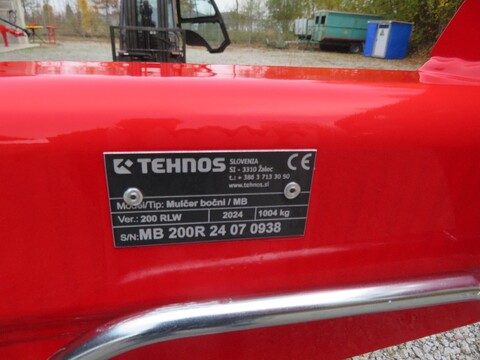 TEHNOS
SLOVENIA
SI - 3310 Žalec
t.: + 386 3 713 30 50
www.tehnos.si
CE
Model/Tip: Mulčer bočni / MB
Ver.: 200 RLW 2024 1004 kg
S/N: MB 200R 24 07 0938